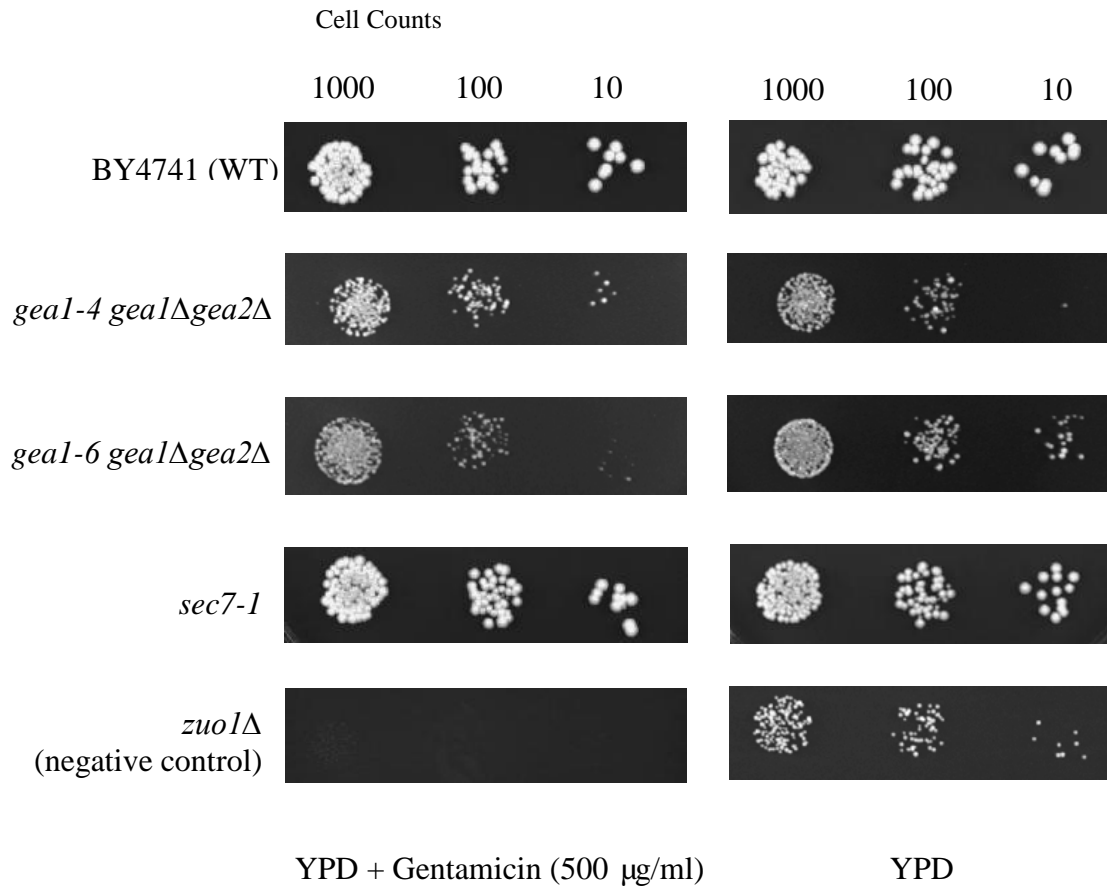 Cell Counts
1000 100 10 1000 100 10
BY4741 (WT)
gea1-4 gea1Δgea2Δ
gea1-6 gea1Δgea2Δ
sec7-1
zuo1Δ
(negative control)
YPD + Gentamicin (500 μg/ml) YPD